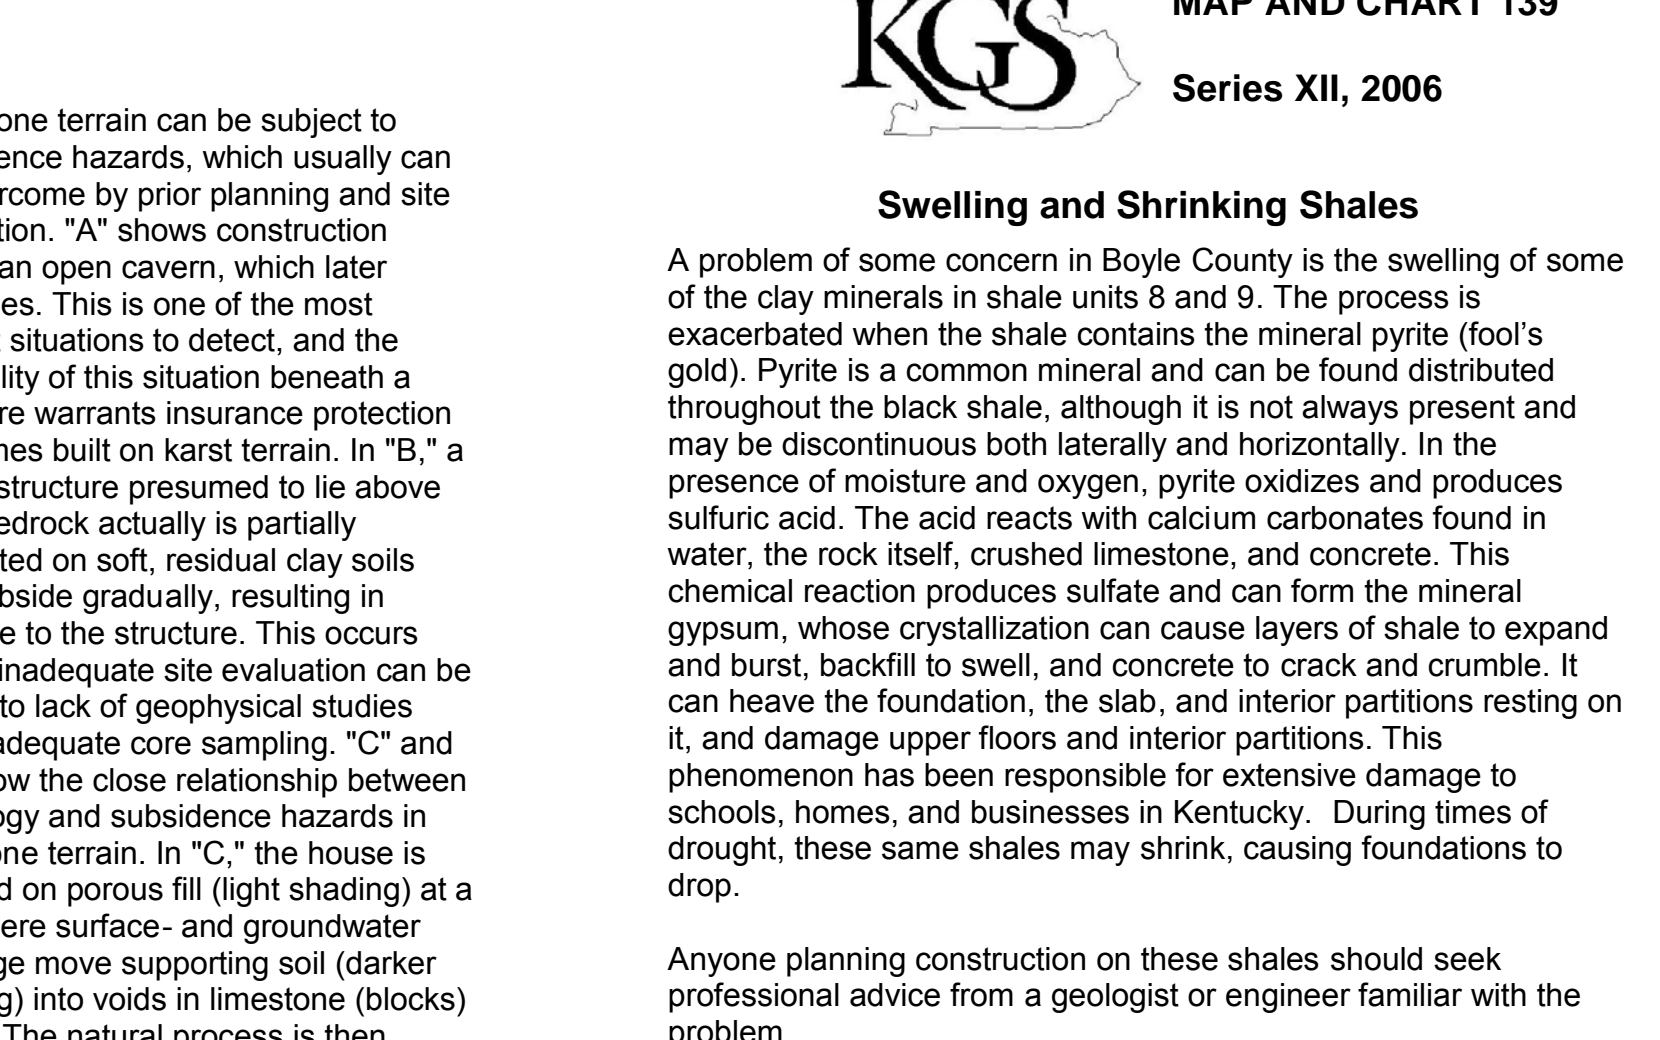 one terrain can be subject to
hazards, which usually can
by prior planning and site
"A" shows construction
an open cavern, which later
This is one of the most
situations to detect, and the
of this situation beneath a
warrants insurance protection
built on karst terrain. In "B," a
structure presumed to lie above
actually is partially
on soft, residual clay soils
gradually, resulting in
to the structure. This occurs
inadequate site evaluation can be
to lack of geophysical studies
adequate core sampling. "C" and
the close relationship between
and subsidence hazards in
terrain. In "C," the house is
on porous fill (light shading) at a
surface- and groundwater
move supporting soil (darker
into voids in limestone (blocks)
The natural process is then
KGS
MAP AND CHART 139
Series XII, 2006
Swelling and Shrinking Shales
A problem of some concern in Boyle County is the swelling of some
of the clay minerals in shale units 8 and 9. The process is
exacerbated when the shale contains the mineral pyrite (fool’s
gold). Pyrite is a common mineral and can be found distributed
throughout the black shale, although it is not always present and
may be discontinuous both laterally and horizontally. In the
presence of moisture and oxygen, pyrite oxidizes and produces
sulfuric acid. The acid reacts with calcium carbonates found in
water, the rock itself, crushed limestone, and concrete. This
chemical reaction produces sulfate and can form the mineral
gypsum, whose crystallization can cause layers of shale to expand
and burst, backfill to swell, and concrete to crack and crumble. It
can heave the foundation, the slab, and interior partitions resting on
it, and damage upper floors and interior partitions. This
phenomenon has been responsible for extensive damage to
schools, homes, and businesses in Kentucky. During times of
drought, these same shales may shrink, causing foundations to
drop.
Anyone planning construction on these shales should seek
professional advice from a geologist or engineer familiar with the
problem